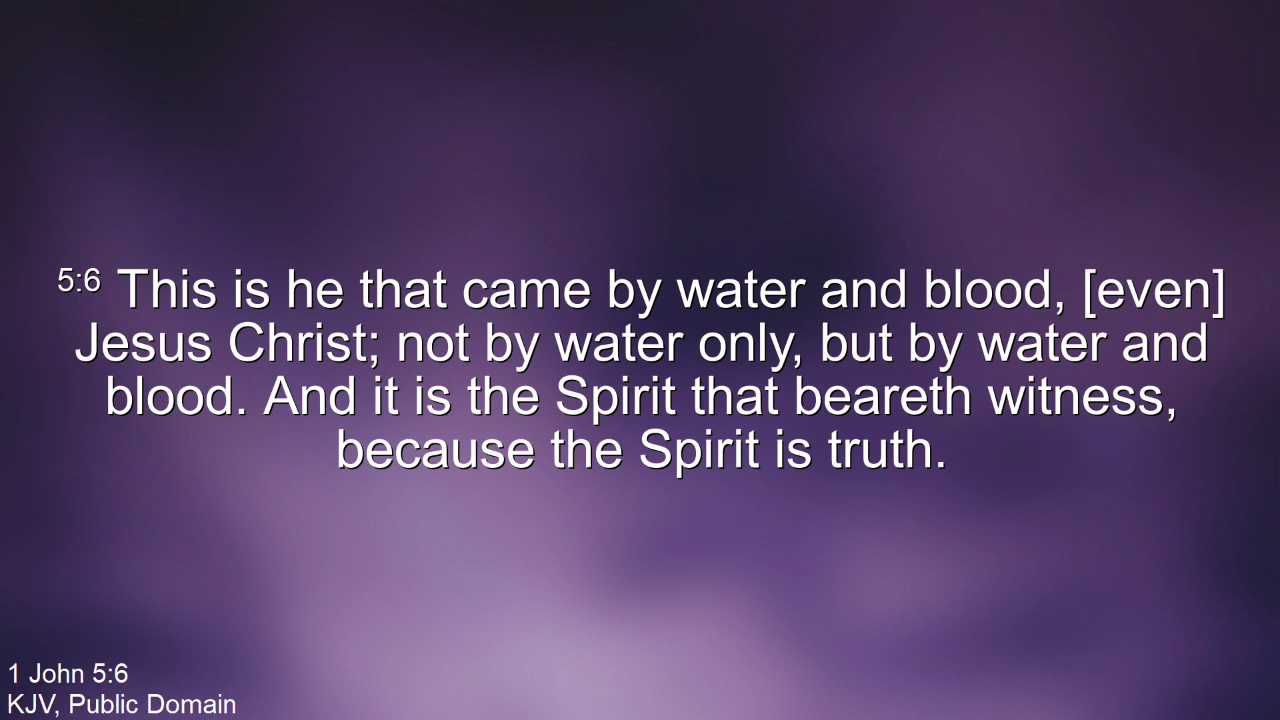 5:6 This is he that came by water and blood, [even]
Jesus Christ; not by water only, but by water and
blood. And it is the Spirit that beareth witness,
because the Spirit is truth.
1 John 5:6
KJV, Public Domain